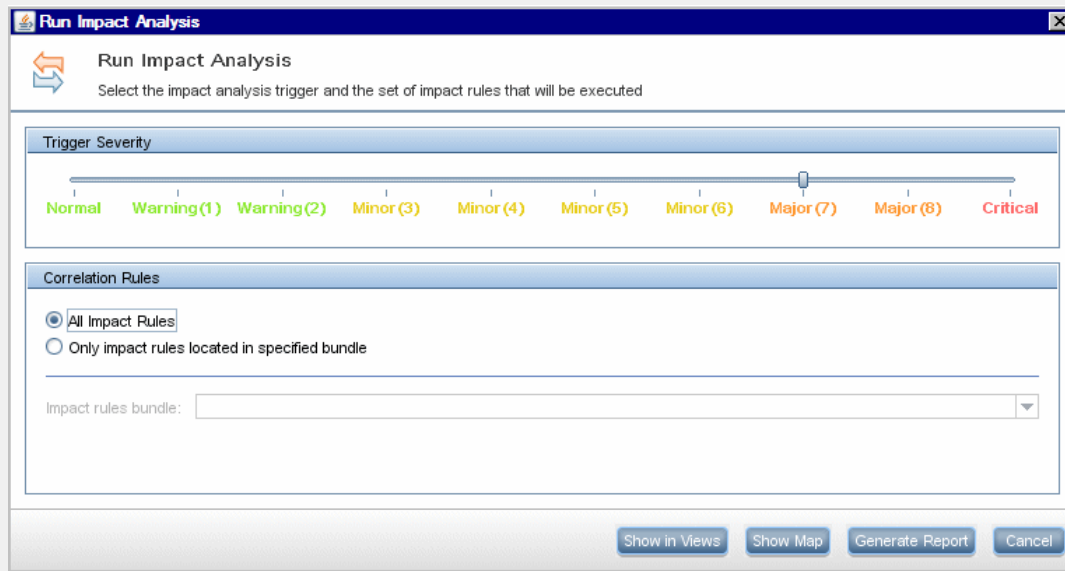 Run Impact Analysis
Run Impact Analysis
Select the impact analysis trigger and the set of impact rules that will be executed
Trigger Severity
Normal Warning(1) Warning(2) Minor(3) Minor(4) Minor(5) Minor(6) Major(7) Major(8) Critical
Correlation Rules
All Impact Rules
Only impact rules located in specified bundle
Impact rules bundle:
Show in Views Show Map Generate Report Cancel